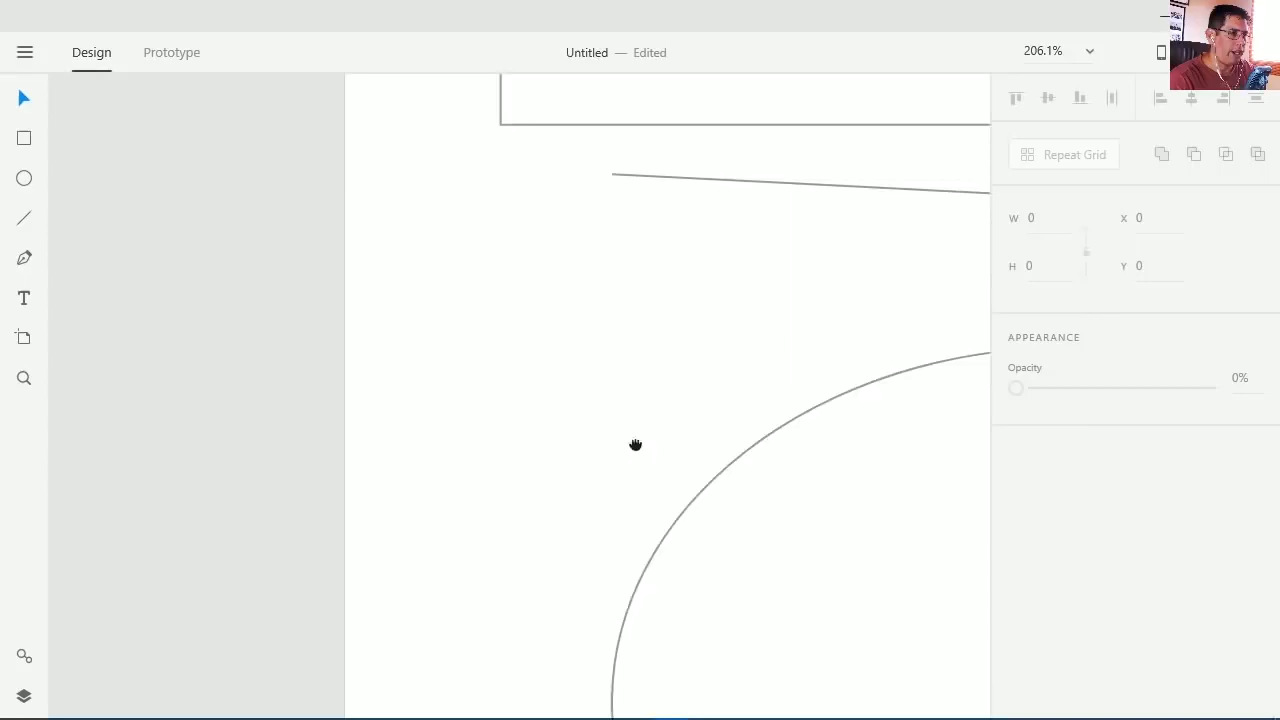 Design Prototype Untitled — Edited 206.1%
Repeat Grid
W 0 X 0
H 0 Y 0
APPEARANCE
Opacity
0%